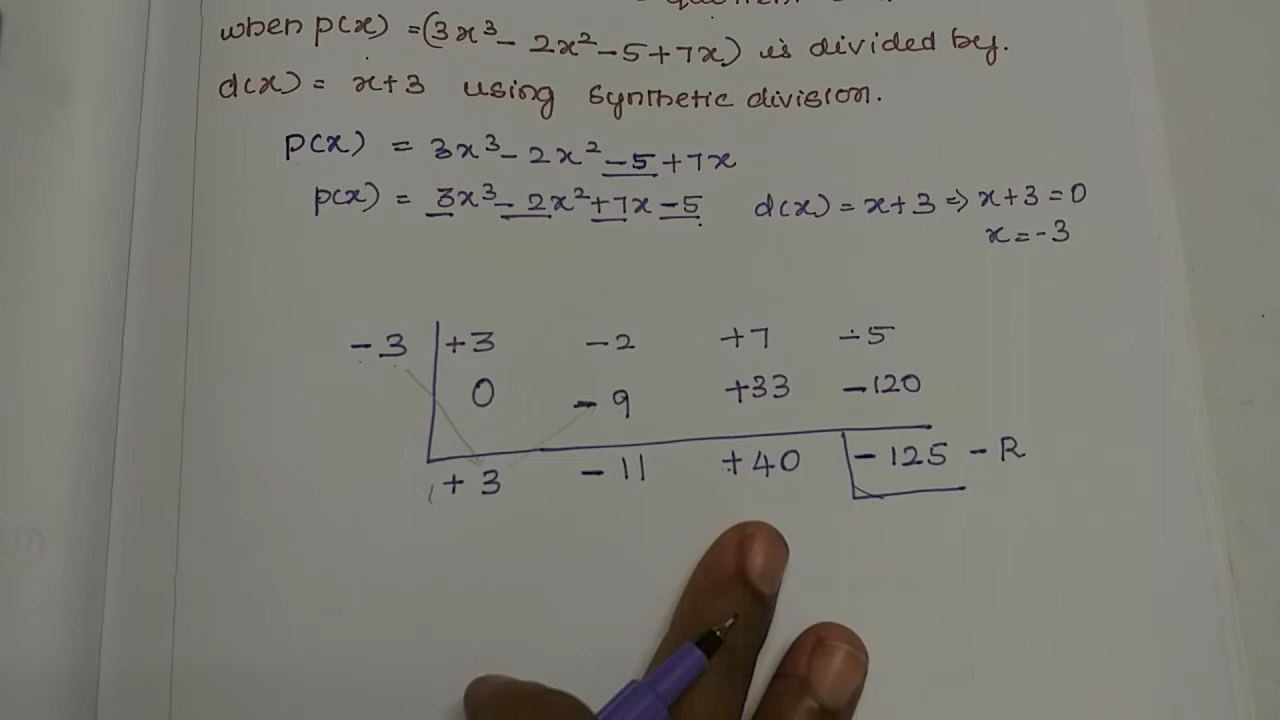 when p(x) = (3x³ - 2x² - 5 + 7x) is divided by.
d(x) = x+3 using synthetic division.
p(x) = 3x³ - 2x² - 5 + 7x
p(x) = 3x³ - 2x² + 7x - 5 d(x) = x+3 ⇒ x+3 = 0
x = -3
-3 +3 -2 +7 -5
0 -9 +33 -120
+3 -11 +40 -125 - R